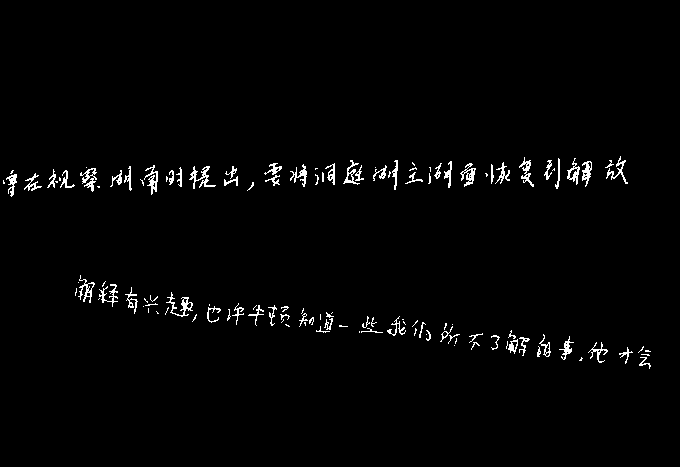 曾在视察湖南时提出,要将洞庭湖主湖面恢复到解放
解释有兴趣,也许牛顿知道一些我们所不了解的事,他才会